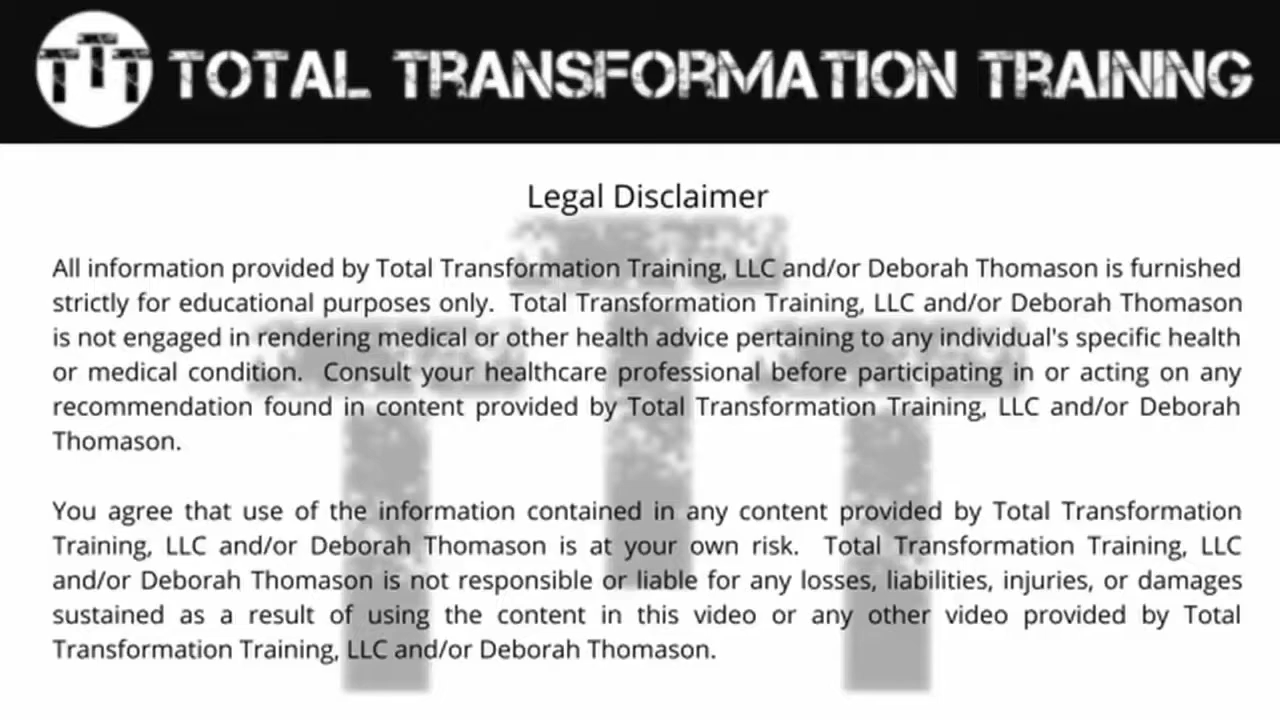 TTT TOTAL TRANSFORMATION TRAINING
Legal Disclaimer
All information provided by Total Transformation Training, LLC and/or Deborah Thomason is furnished
strictly for educational purposes only. Total Transformation Training, LLC and/or Deborah Thomason
is not engaged in rendering medical or other health advice pertaining to any individual's specific health
or medical condition. Consult your healthcare professional before participating in or acting on any
recommendation found in content provided by Total Transformation Training, LLC and/or Deborah
Thomason.
You agree that use of the information contained in any content provided by Total Transformation
Training, LLC and/or Deborah Thomason is at your own risk. Total Transformation Training, LLC
and/or Deborah Thomason is not responsible or liable for any losses, liabilities, injuries, or damages
sustained as a result of using the content in this video or any other video provided by Total
Transformation Training, LLC and/or Deborah Thomason.